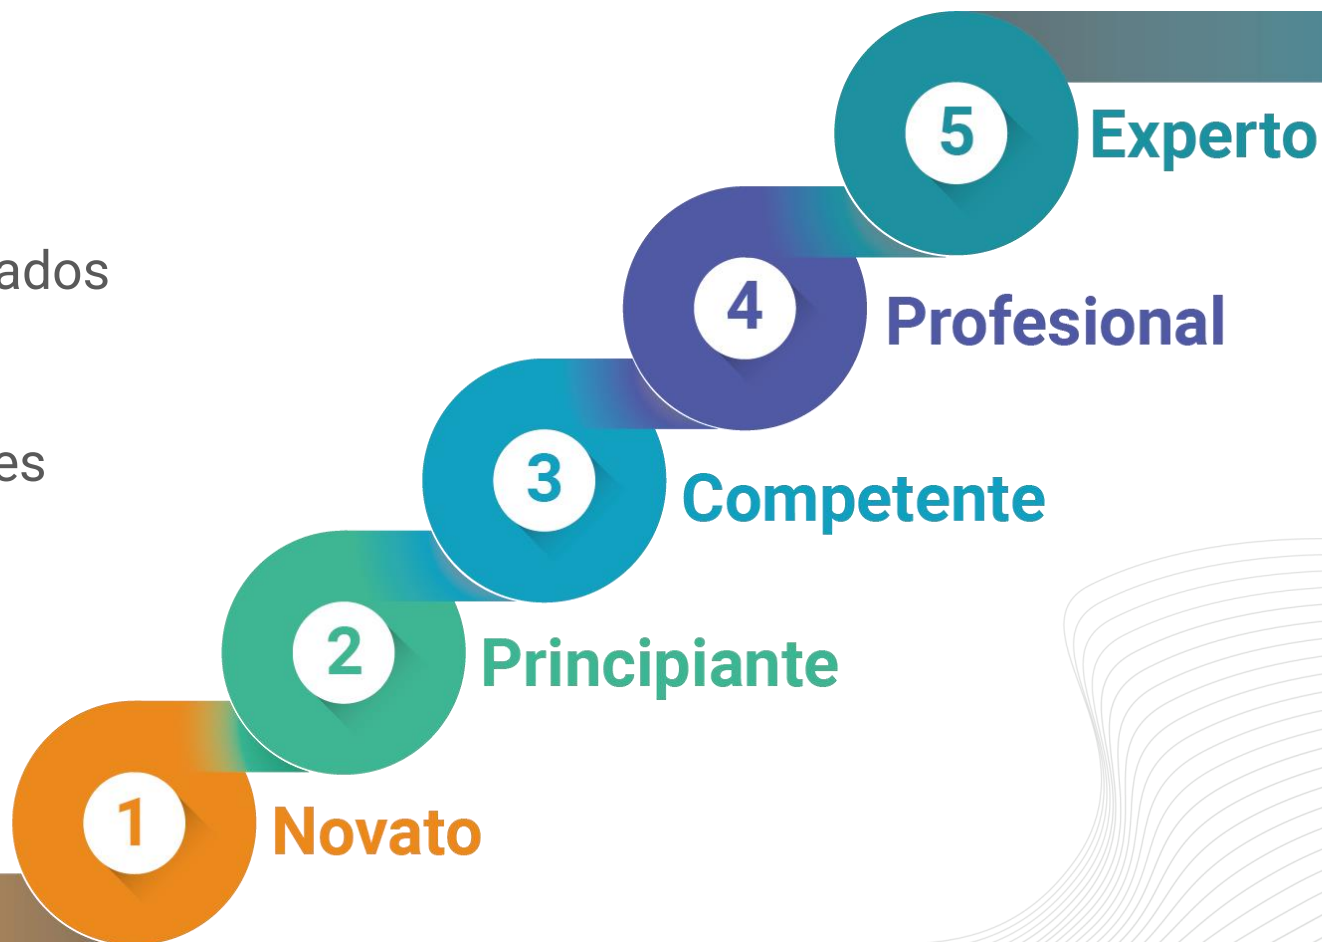 5
Experto
ados
4
Profesional
es
3
Competente
2
Principiante
1
Novato